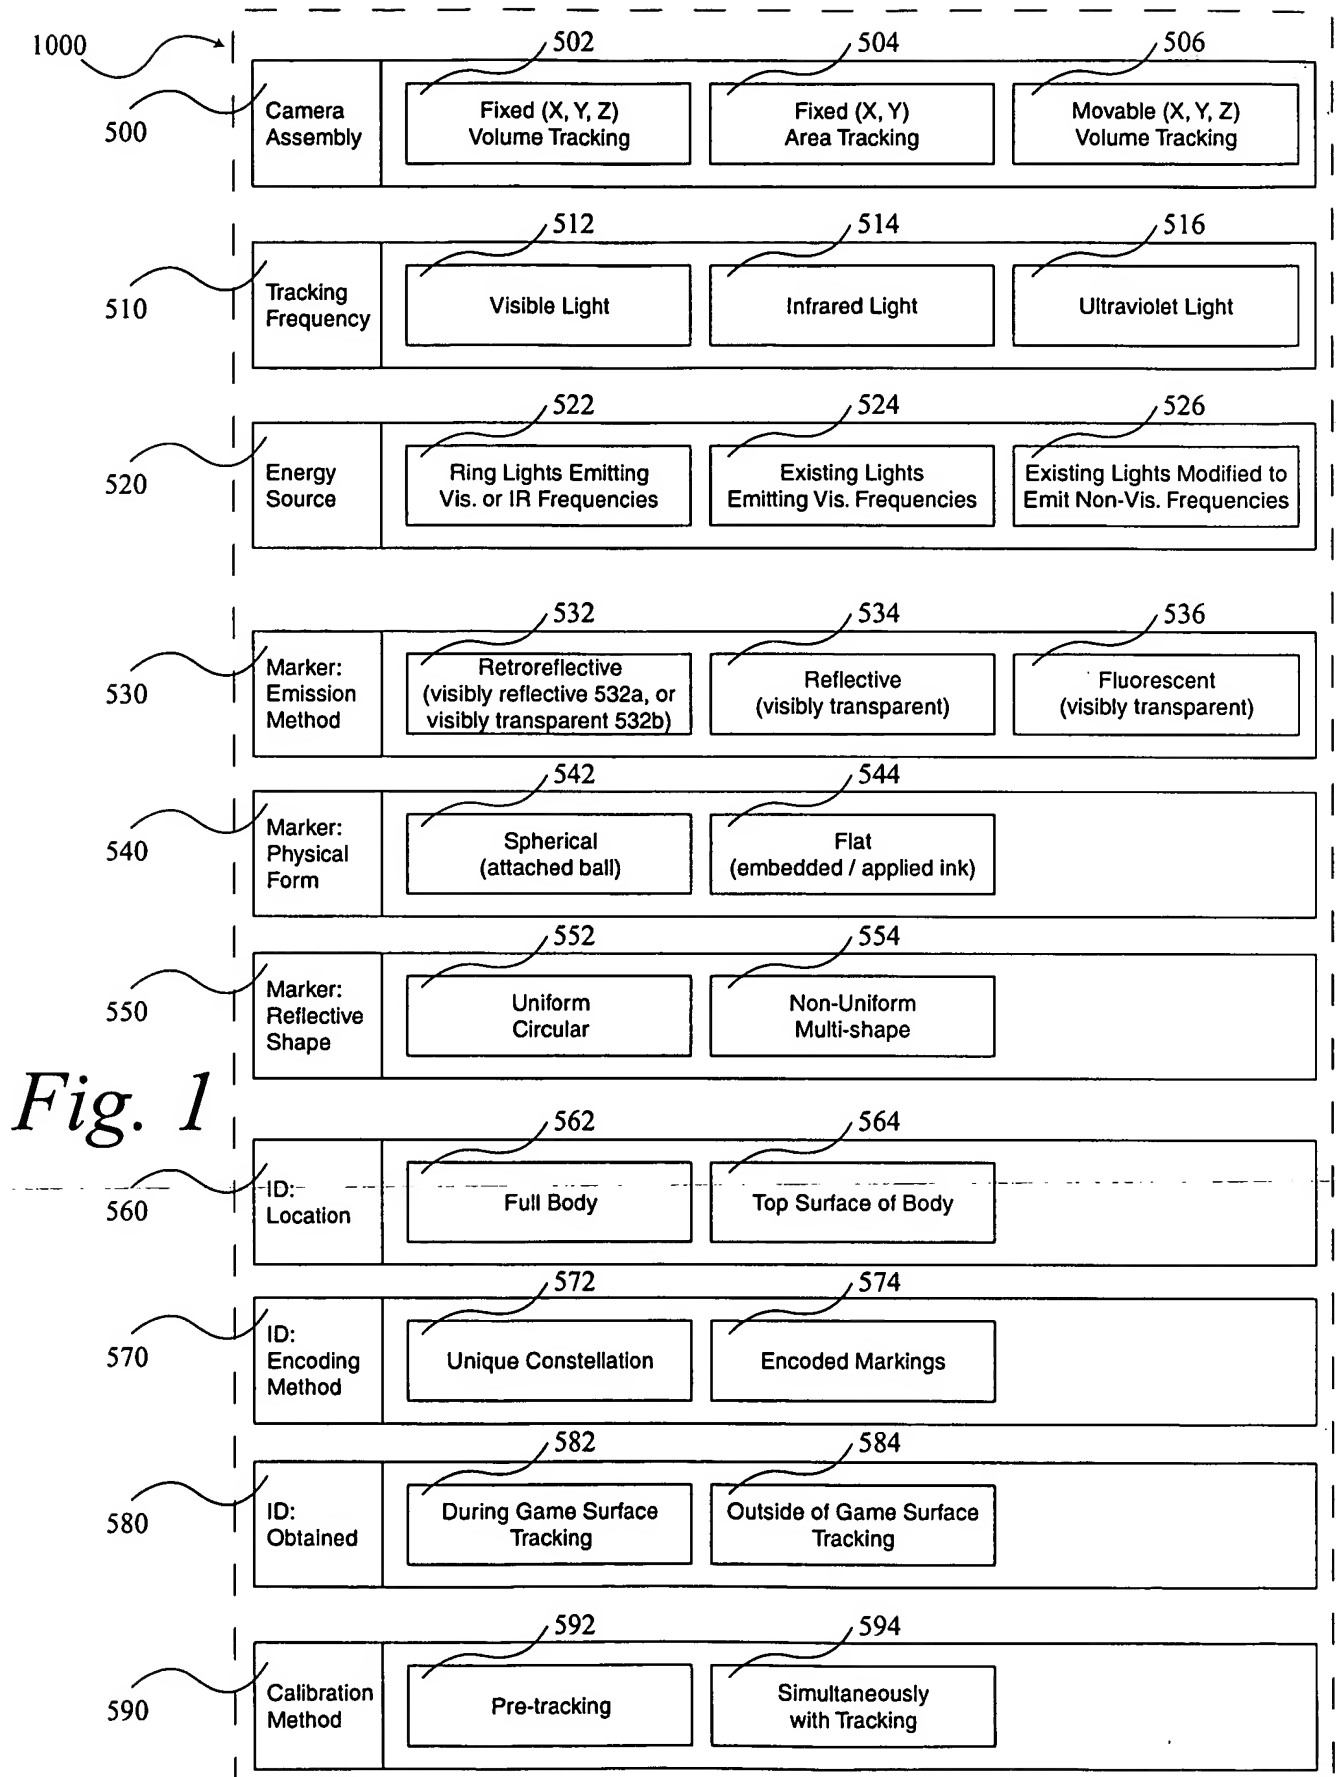 1000
502
504
506
500
Camera
Assembly
Fixed (X, Y, Z)
Volume Tracking
Fixed (X, Y)
Area Tracking
Movable (X, Y, Z)
Volume Tracking
512
514
516
510
Tracking
Frequency
Visible Light
Infrared Light
Ultraviolet Light
522
524
526
520
Energy
Source
Ring Lights Emitting
Vis. or IR Frequencies
Existing Lights
Emitting Vis. Frequencies
Existing Lights Modified to
Emit Non-Vis. Frequencies
532
534
536
530
Marker:
Emission
Method
Retroreflective
(visibly reflective 532a, or
visibly transparent 532b)
Reflective
(visibly transparent)
Fluorescent
(visibly transparent)
542
544
540
Marker:
Physical
Form
Spherical
(attached ball)
Flat
(embedded / applied ink)
552
554
550
Marker:
Reflective
Shape
Uniform
Circular
Non-Uniform
Multi-shape
Fig. 1
562
564
560
ID:
Location
Full Body
Top Surface of Body
572
574
570
ID:
Encoding
Method
Unique Constellation
Encoded Markings
582
584
580
ID:
Obtained
During Game Surface
Tracking
Outside of Game Surface
Tracking
592
594
590
Calibration
Method
Pre-tracking
Simultaneously
with Tracking